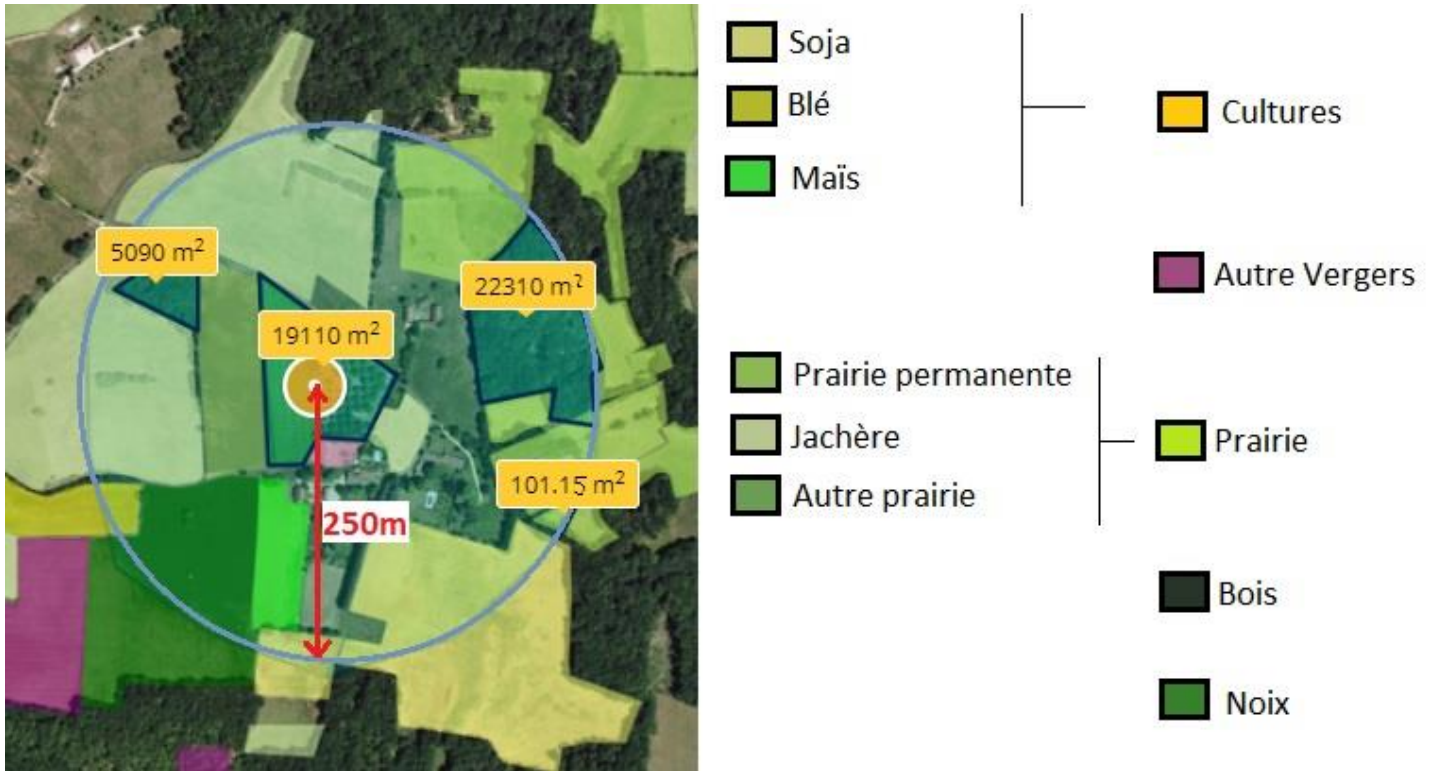 5090 m²
22310 m²
19110 m²
101.15 m²
250m
Soja
Blé
Maïs
Cultures
Autre Vergers
Prairie permanente
Jachère
Autre prairie
Prairie
Bois
Noix